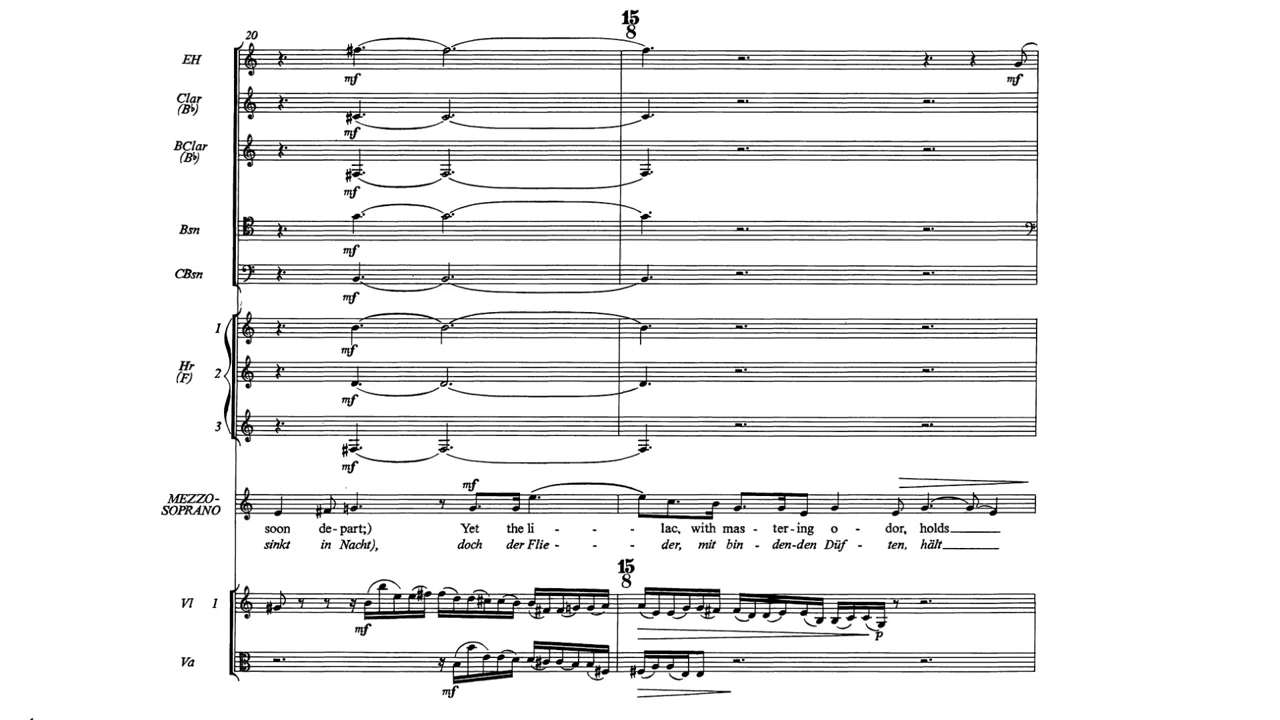 15
8
20
EH
mf
mf
Clar
(B♭)
mf
BClar
(B♭)
mf
Bsn
mf
CBsn
mf
1
mf
Hr
(F)
2
mf
3
mf
mf
MEZZO-
SOPRANO
soon de-part;) Yet the li - - - lac, with mas - ter-ing o - dor, holds
sinkt in Nacht), doch der Flie - - - der, mit bin - den-den Düf - ten, hält
15
8
Vl 1
mf
p
Va
mf